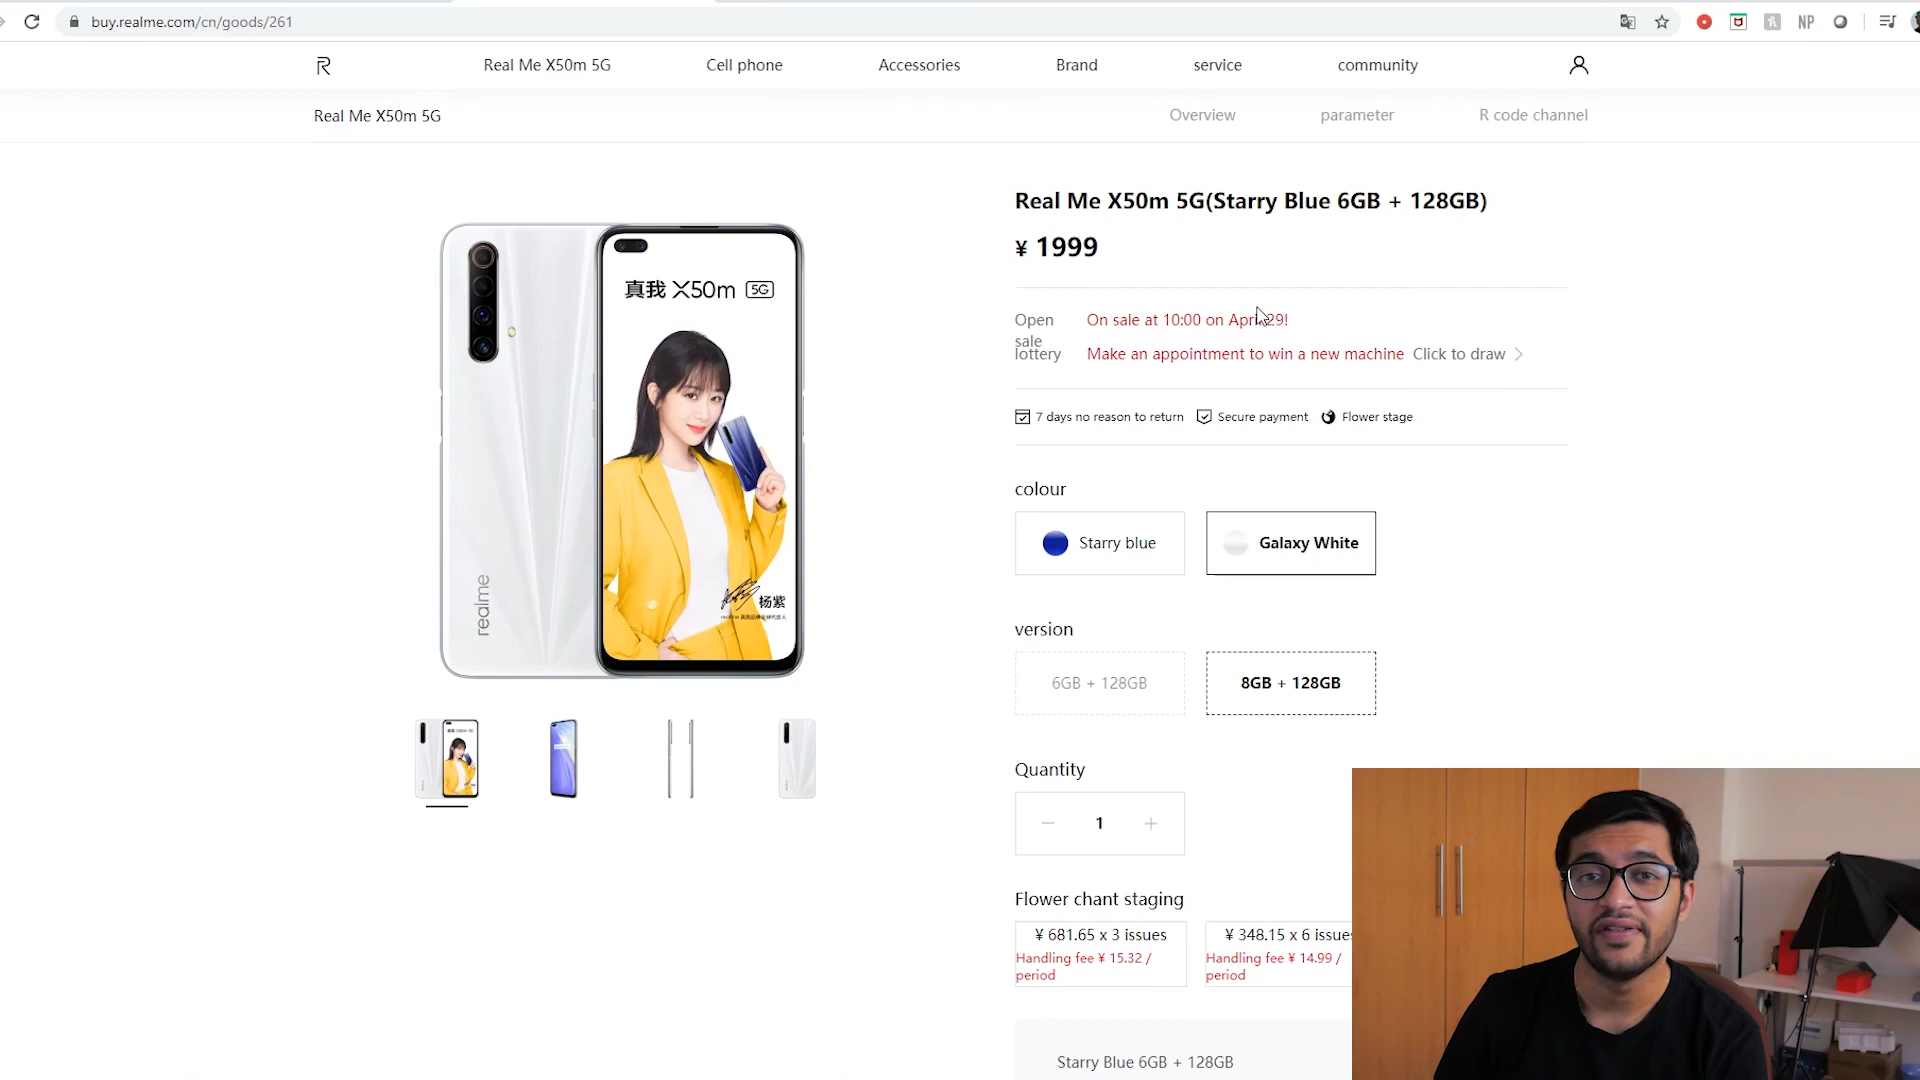 buy.realme.com/cn/goods/261
NP
Real Me X50m 5G
Cell phone
Accessories
Brand
service
community
Real Me X50m 5G
Overview
parameter
R code channel
Real Me X50m 5G(Starry Blue 6GB + 128GB)
¥ 1999
Open sale
On sale at 10:00 on April 29!
lottery
Make an appointment to win a new machine Click to draw
7 days no reason to return
Secure payment
Flower stage
真我 X50m 5G
杨紫
realme
colour
Starry blue
Galaxy White
version
6GB + 128GB
8GB + 128GB
Quantity
1
Flower chant staging
¥ 681.65 x 3 issues
Handling fee ¥ 15.32 /
period
¥ 348.15 x 6 issues
Handling fee ¥ 14.99 /
period
Starry Blue 6GB + 128GB